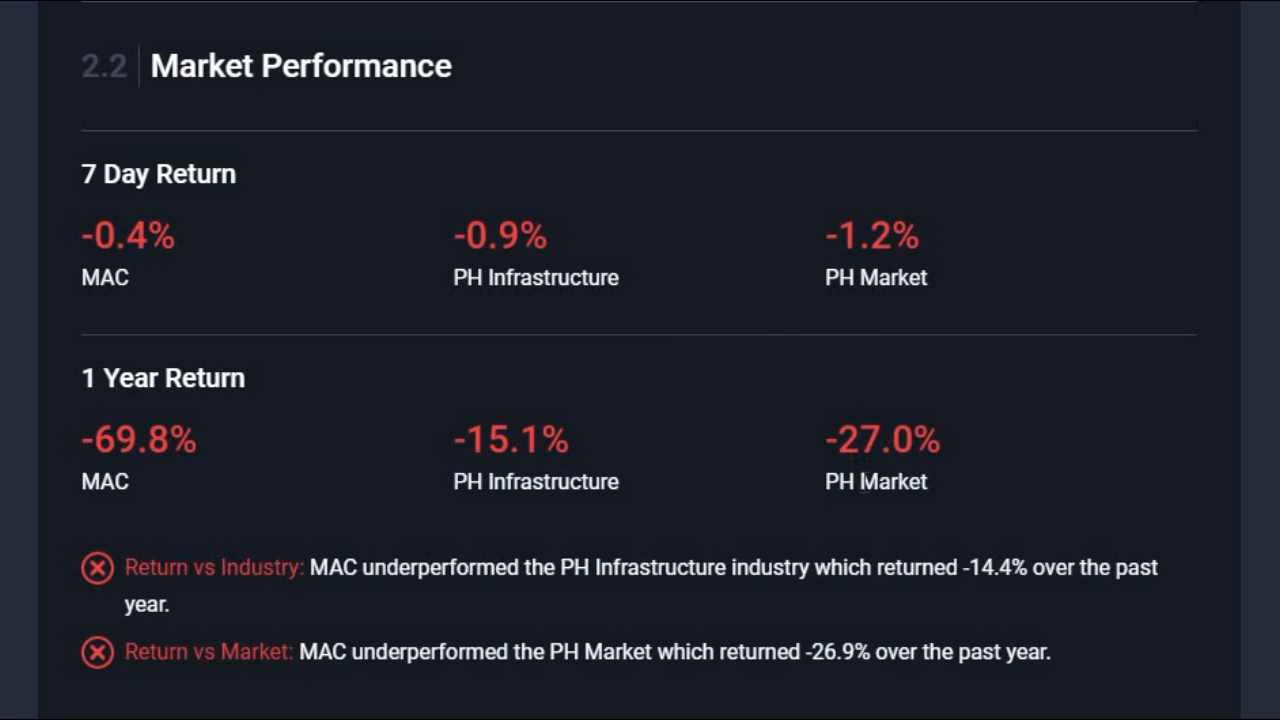 2.2 Market Performance
7 Day Return
-0.4% -0.9% -1.2%
MAC PH Infrastructure PH Market
1 Year Return
-69.8% -15.1% -27.0%
MAC PH Infrastructure PH Market
Return vs Industry: MAC underperformed the PH Infrastructure industry which returned -14.4% over the past
year.
Return vs Market: MAC underperformed the PH Market which returned -26.9% over the past year.